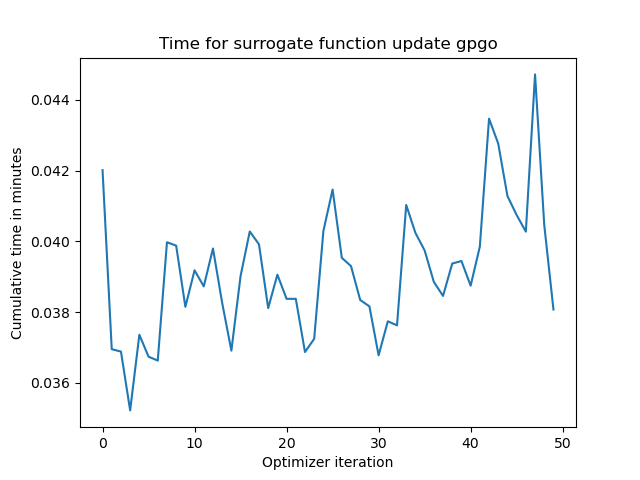 Time for surrogate function update gpgo
0.044
0.042
0.040
0.038
0.036
Cumulative time in minutes
0 10 20 30 40 50
Optimizer iteration